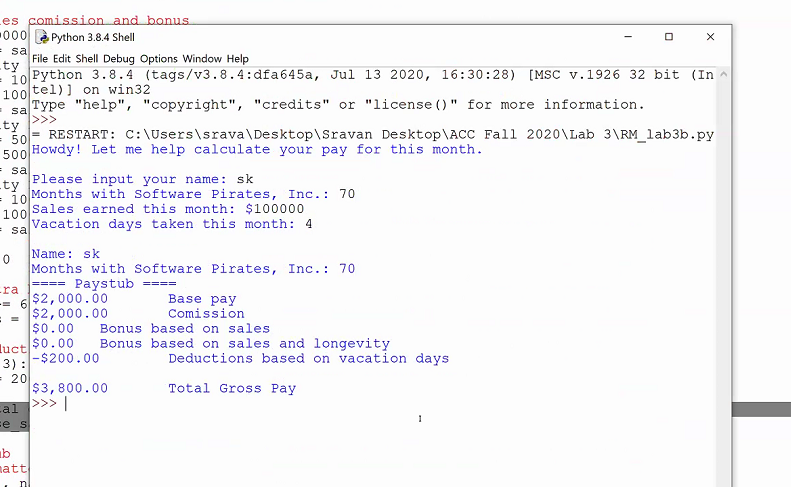 es comission and bonus
Python 3.8.4 Shell
File Edit Shell Debug Options Window Help
Python 3.8.4 (tags/v3.8.4:dfa645a, Jul 13 2020, 16:30:28) [MSC v.1926 32 bit (In
tel)] on win32
Type "help", "copyright", "credits" or "license()" for more information.
>>>
= RESTART: C:\Users\srava\Desktop\Sravan Desktop\ACC Fall 2020\Lab 3\RM_lab3b.py
Howdy! Let me help calculate your pay for this month.
Please input your name: sk
Months with Software Pirates, Inc.: 70
Sales earned this month: $100000
Vacation days taken this month: 4
Name: sk
Months with Software Pirates, Inc.: 70
==== Paystub ====
$2,000.00 Base pay
$2,000.00 Comission
$0.00 Bonus based on sales
$0.00 Bonus based on sales and longevity
-$200.00 Deductions based on vacation days
$3,800.00 Total Gross Pay
>>>